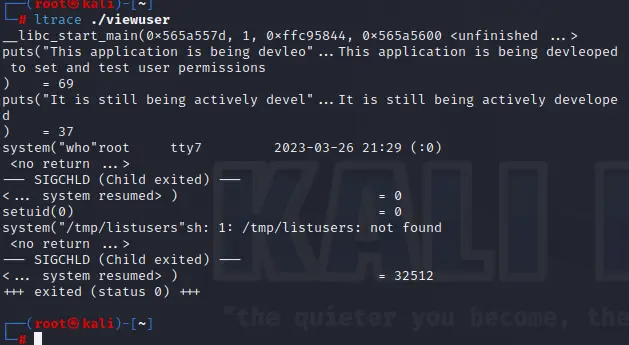 ┌──(root㉿kali)-[~]
└─# ltrace ./viewuser
__libc_start_main(0×565a557d, 1, 0×ffc95844, 0×565a5600 <unfinished ...>
puts("This application is being devleo"...This application is being devleoped
 to set and test user permissions
)    = 69
puts("It is still being actively devel"...It is still being actively develope
d
)    = 37
system("who"root     tty7         2023-03-26 21:29 (:0)
 <no return ...>
--- SIGCHLD (Child exited) ---
<... system resumed> )                           = 0
setuid(0)                                        = 0
system("/tmp/listusers"sh: 1: /tmp/listusers: not found
 <no return ...>
--- SIGCHLD (Child exited) ---
<... system resumed> )                           = 32512
+++ exited (status 0) +++
KALI
"the quieter you become, the
┌──(root㉿kali)-[~]
└─#